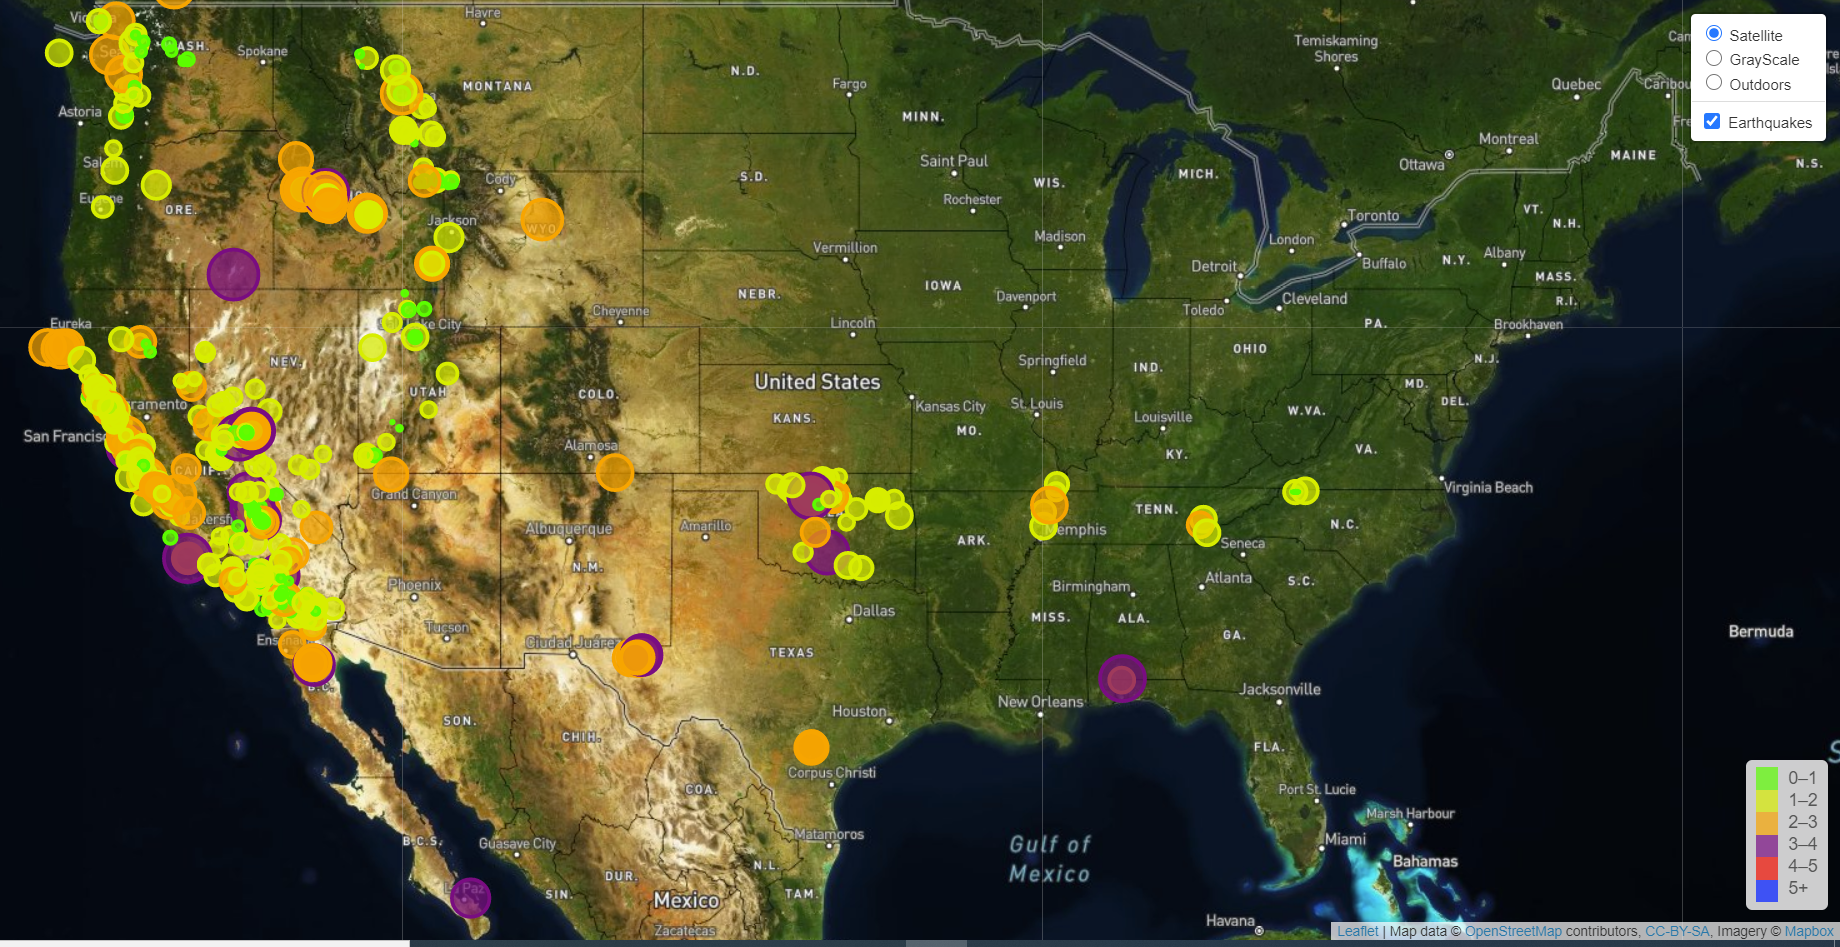 Havre
Temiskaming
Shores
Spokane
MONTANA
N.D.
Fargo
Quebec
Astoria
MINN.
Montreal
Saint Paul
Ottawa
MAINE
N.S.
Cody
S.D.
WIS.
MICH.
Rochester
ORE.
Jackson
WYO.
Toronto
VT.
N.H.
Vermillion
Madison
London
Albany
Detroit
Buffalo
N.Y.
MASS.
NEBR.
IOWA
Davenport
Toledo
Cleveland
R.I.
Eureka
Lake City
Cheyenne
Lincoln
PA.
Brookhaven
NEV.
Springfield
IND.
OHIO
N.J.
UTAH
COLO.
United States
MD.
DEL.
KANS.
Kansas City
St. Louis
Louisville
W.VA.
San Francisc
MO.
KY.
VA.
Alamosa
CALIF.
Grand Canyon
Virginia Beach
Albuquerque
Amarillo
Memphis
TENN.
N.C.
ARK.
Seneca
N.M.
Phoenix
Birmingham
Atlanta
S.C.
Dallas
MISS.
ALA.
GA.
Tucson
Bermuda
Ciudad Juárez
TEXAS
B.C.
SON.
Houston
New Orleans
Jacksonville
CHIH.
FLA.
Corpus Christi
COA.
Port St. Lucie
Marsh Harbour
B.C.S.
Guasave City
Matamoros
Gulf of
Mexico
Miami
Bahamas
La Paz
DUR.
N.L.
SIN.
Mexico
TAM.
Zacatecas
Havana
Satellite
GrayScale
Outdoors
Earthquakes
0–1
1–2
2–3
3–4
4–5
5+
Leaflet | Map data © OpenStreetMap contributors, CC-BY-SA, Imagery © Mapbox